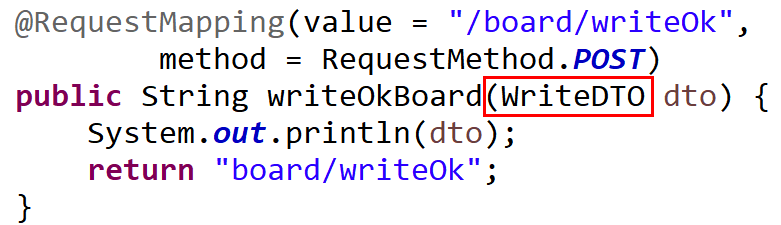 @RequestMapping(value = "/board/writeOk",
method = RequestMethod.POST)
public String writeOkBoard(WriteDTO dto) {
System.out.println(dto);
return "board/writeOk";
}